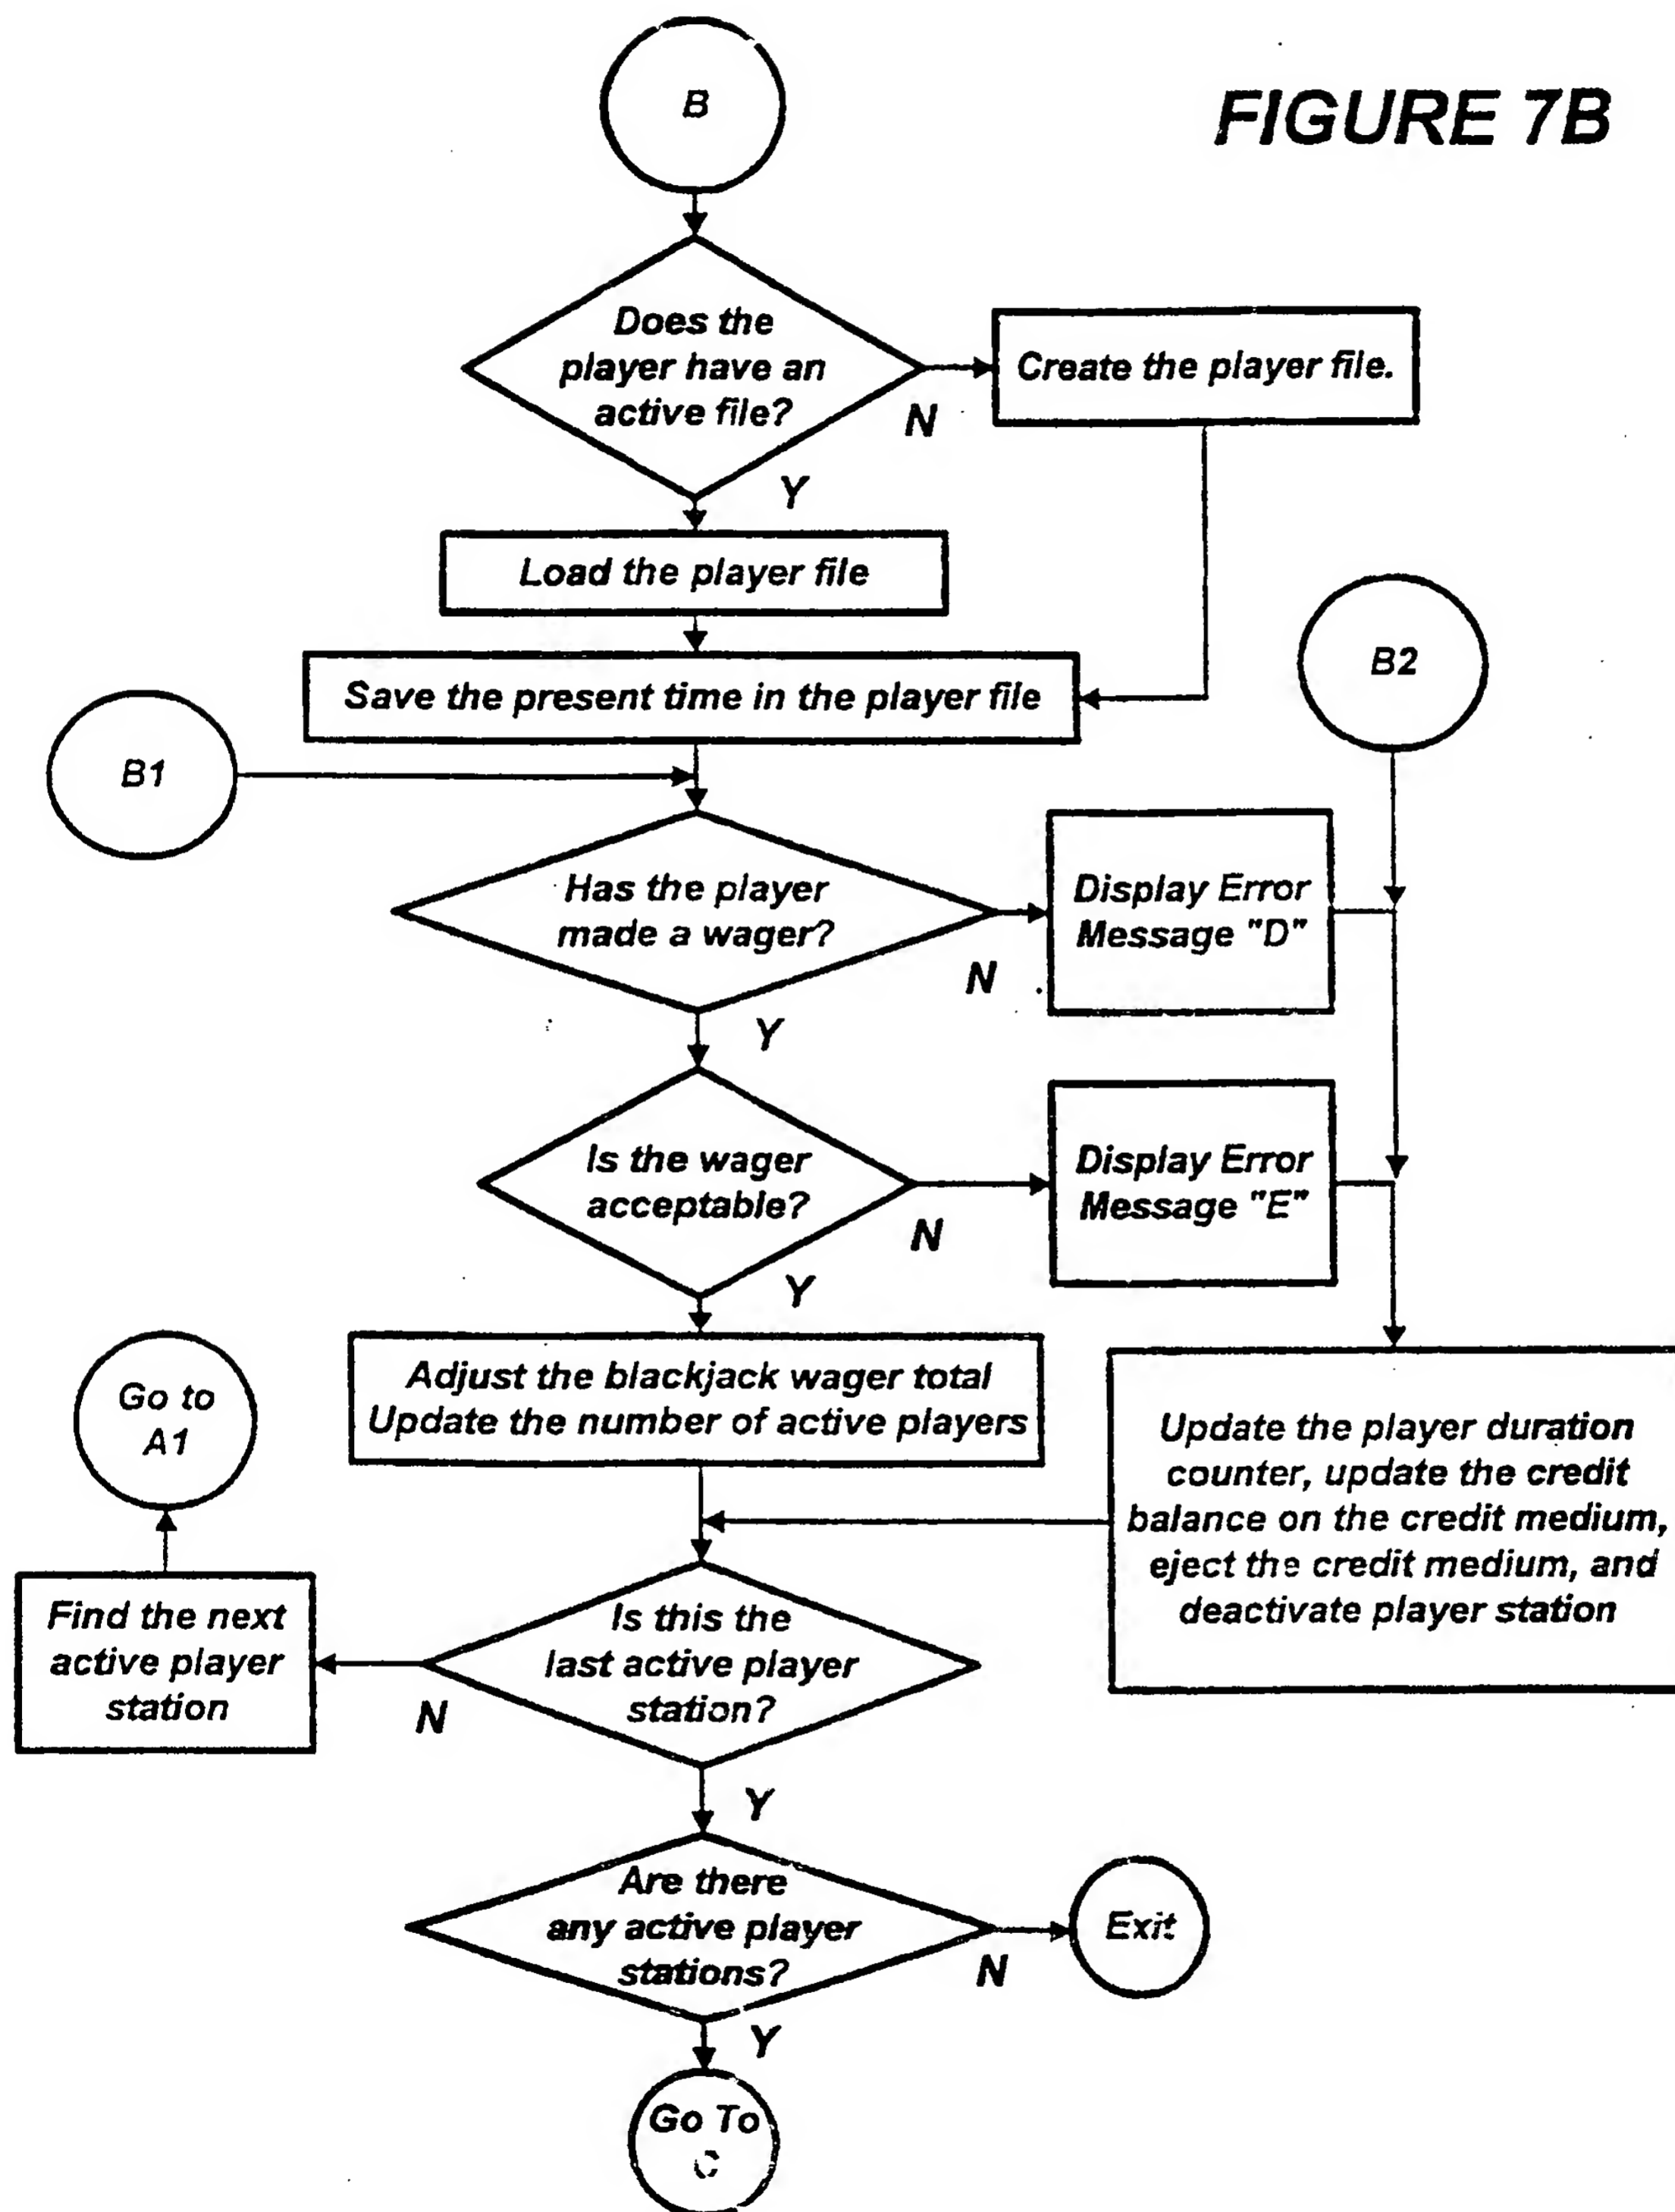 B
FIGURE 7B
Does the
player have an
active file?
N
Create the player file.
Y
Load the player file
B2
Save the present time in the player file
B1
Has the player
made a wager?
N
Display Error
Message "D"
Y
Is the wager
acceptable?
N
Display Error
Message "E"
Y
Go to
A1
Adjust the blackjack wager total
Update the number of active players
Update the player duration
counter, update the credit
balance on the credit medium,
eject the credit medium, and
deactivate player station
Find the next
active player
station
N
Is this the
last active player
station?
Y
Are there
any active player
stations?
N
Exit
Y
Go To
C